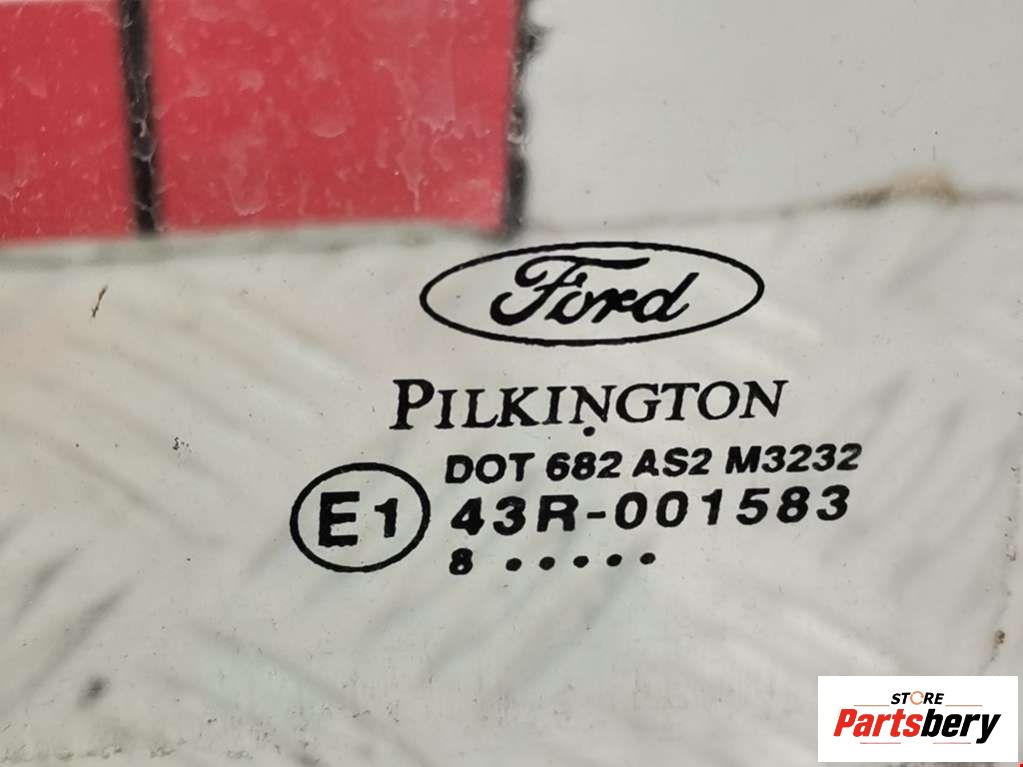 Ford
PILKINGTON
DOT 682 AS2 M3232
E1 43R-001583
8 .....
STORE
Partsbery